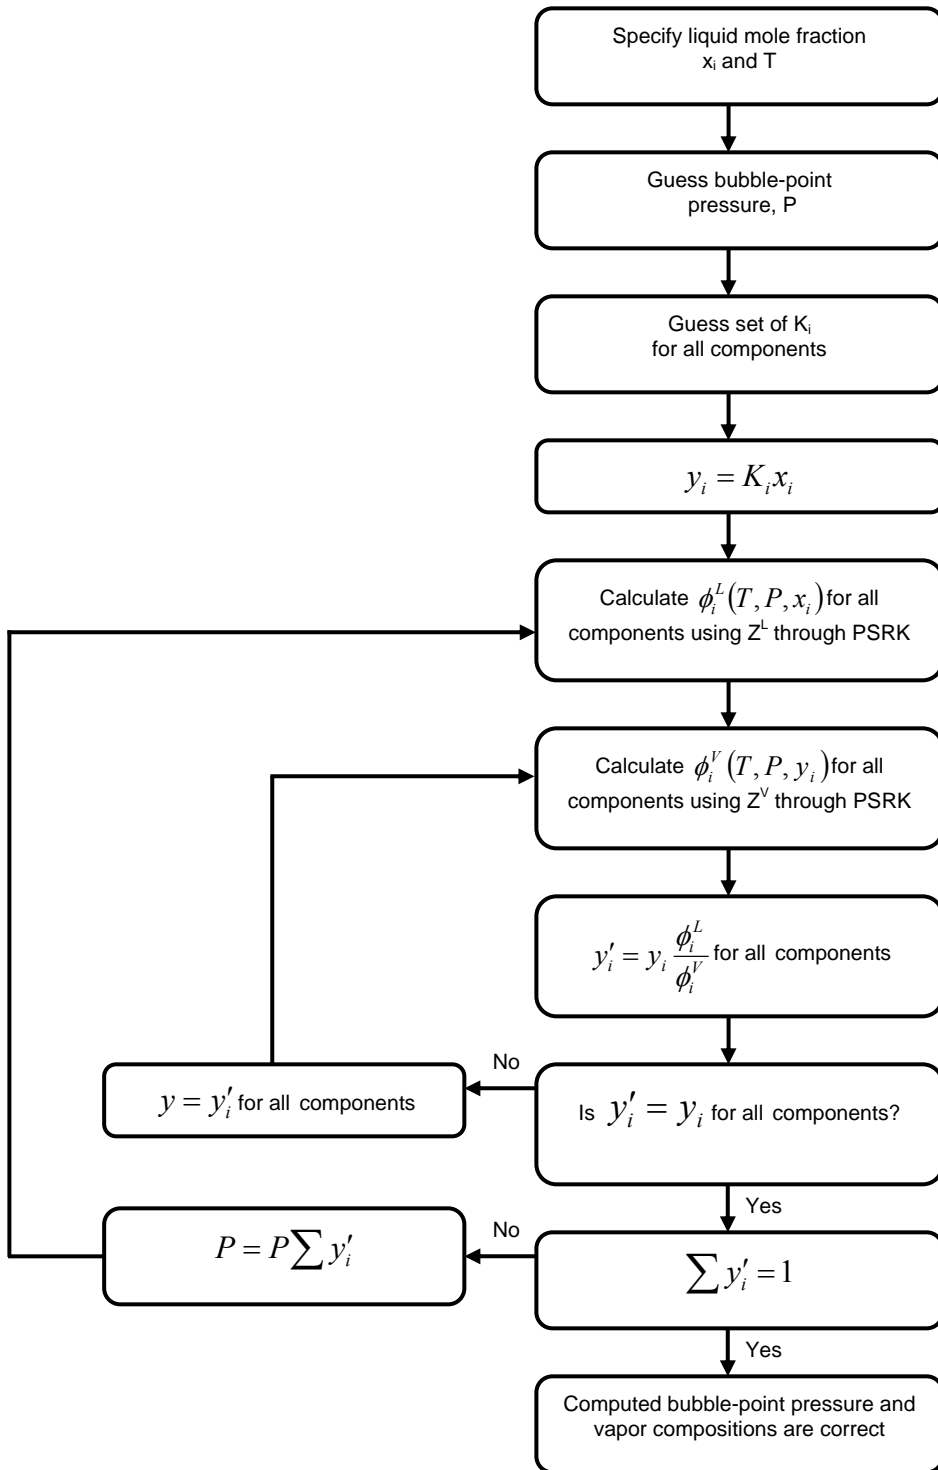 Specify liquid mole fraction
xᵢ and T
Guess bubble-point
pressure, P
Guess set of Kᵢ
for all components
yᵢ = Kᵢxᵢ
Calculate ϕᵢᴸ(T, P, xᵢ) for all
components using Zᴸ through PSRK
Calculate ϕᵢⱽ(T, P, yᵢ) for all
components using Zⱽ through PSRK
y′ᵢ = yᵢ ϕᵢᴸ/ϕᵢⱽ for all components
No
y = y′ᵢ for all components
Is y′ᵢ = yᵢ for all components?
Yes
No
P = P∑ y′ᵢ
∑ y′ᵢ = 1
Yes
Computed bubble-point pressure and
vapor compositions are correct